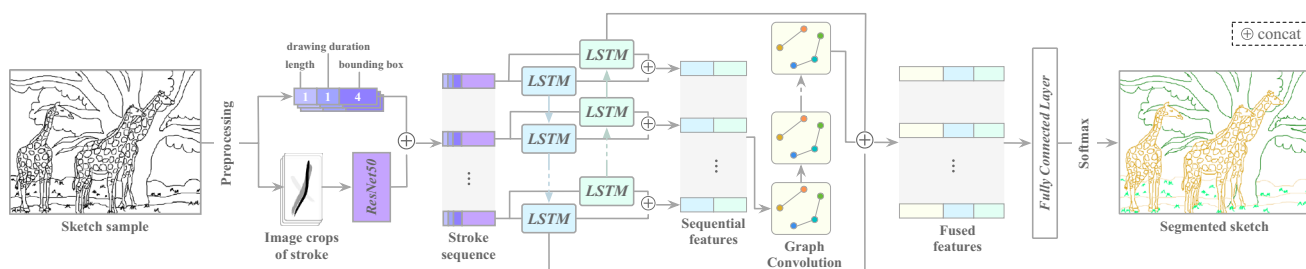 Sketch sample
Preprocessing
drawing duration
length
bounding box
1 1 4
Image crops
of stroke
ResNet50
Stroke
sequence
LSTM
LSTM
LSTM
LSTM
LSTM
LSTM
Sequential
features
Graph
Convolution
Fused
features
Fully Connected Layer
Softmax
concat
Segmented sketch